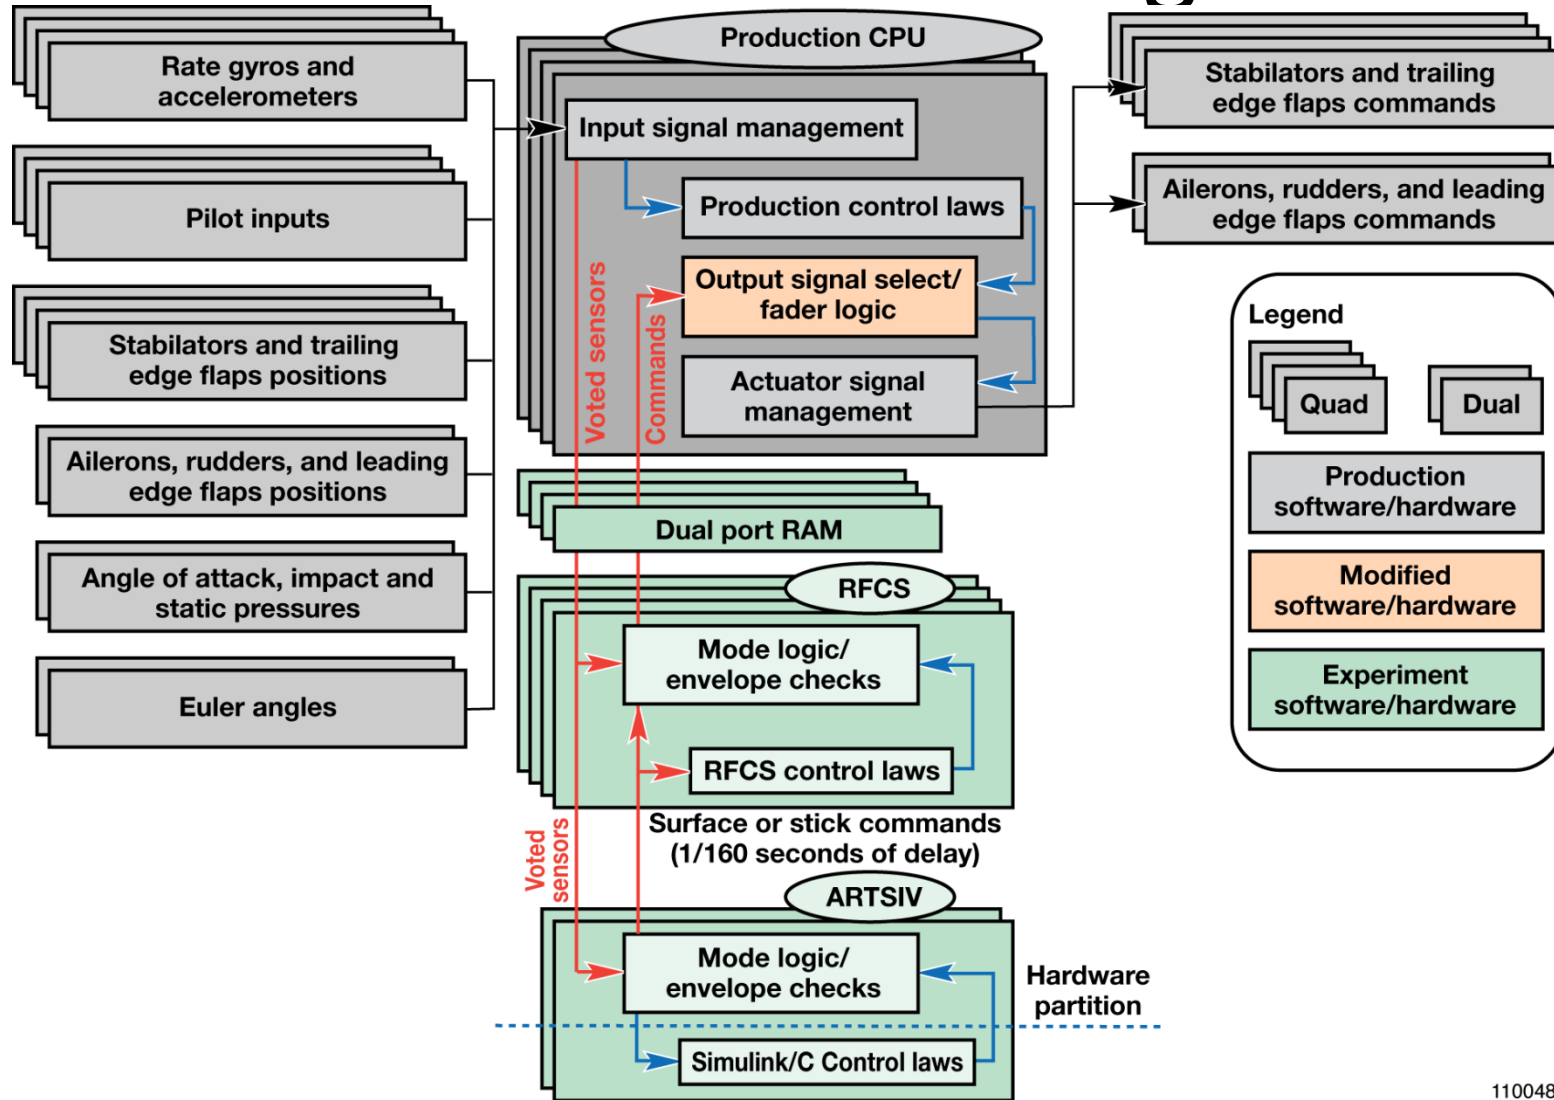 Rate gyros and
accelerometers
Pilot inputs
Stabilators and trailing
edge flaps positions
Ailerons, rudders, and leading
edge flaps positions
Angle of attack, impact and
static pressures
Euler angles
Production CPU
Input signal management
Production control laws
Output signal select/
fader logic
Actuator signal
management
Voted sensors
Commands
Dual port RAM
RFCS
Mode logic/
envelope checks
RFCS control laws
Surface or stick commands
(1/160 seconds of delay)
Voted
sensors
ARTSIV
Mode logic/
envelope checks
Hardware
partition
Simulink/C Control laws
Stabilators and trailing
edge flaps commands
Ailerons, rudders, and leading
edge flaps commands
Legend
Quad
Dual
Production
software/hardware
Modified
software/hardware
Experiment
software/hardware
110048